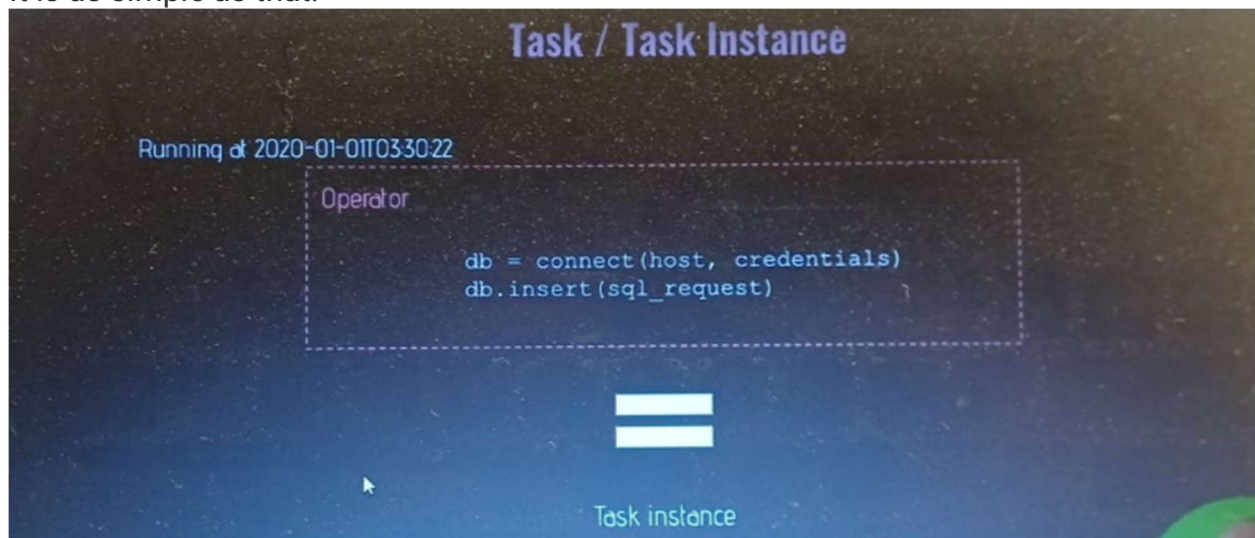 It is as simple as that.
Task / Task Instance
Running at 2020-01-01T03:30:22
Operator
db = connect(host, credentials)
db.insert(sql_request)
Task instance